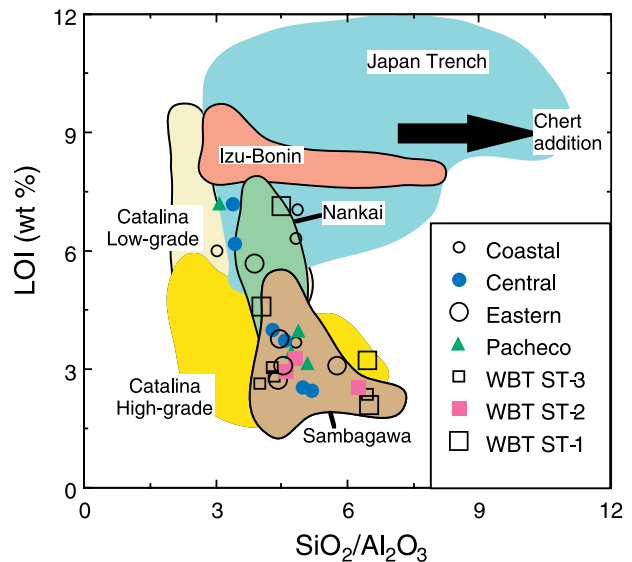 12
9
6
3
0
LOI (wt %)
0
3
6
9
12
SiO₂/Al₂O₃
Japan Trench
Chert
addition
Izu-Bonin
Nankai
Catalina
Low-grade
Catalina
High-grade
Sambagawa
Coastal
Central
Eastern
Pacheco
WBT ST-3
WBT ST-2
WBT ST-1